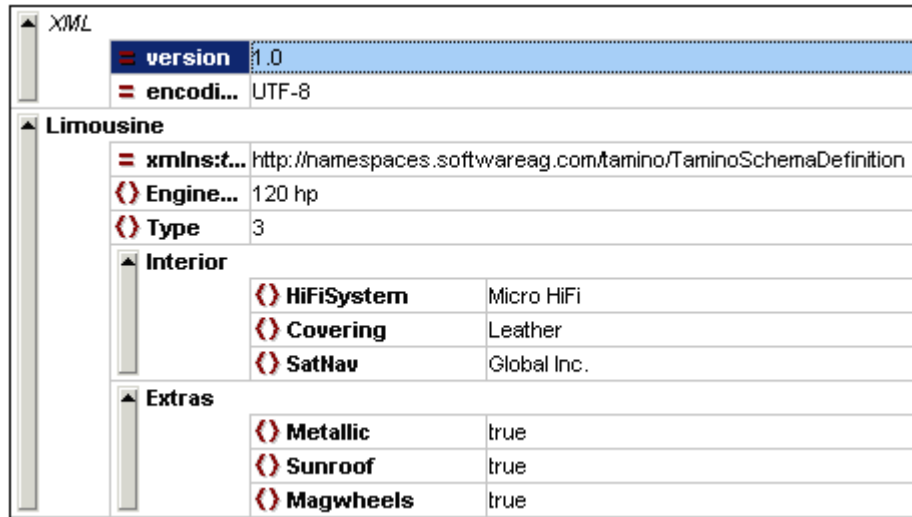 XML
= version 1.0
= encodi... UTF-8
Limousine
= xmlns:t... http://namespaces.softwareag.com/tamino/TaminoSchemaDefinition
() Engine... 120 hp
() Type 3
Interior
() HiFiSystem Micro HiFi
() Covering Leather
() SatNav Global Inc.
Extras
() Metallic true
() Sunroof true
() Magwheels true